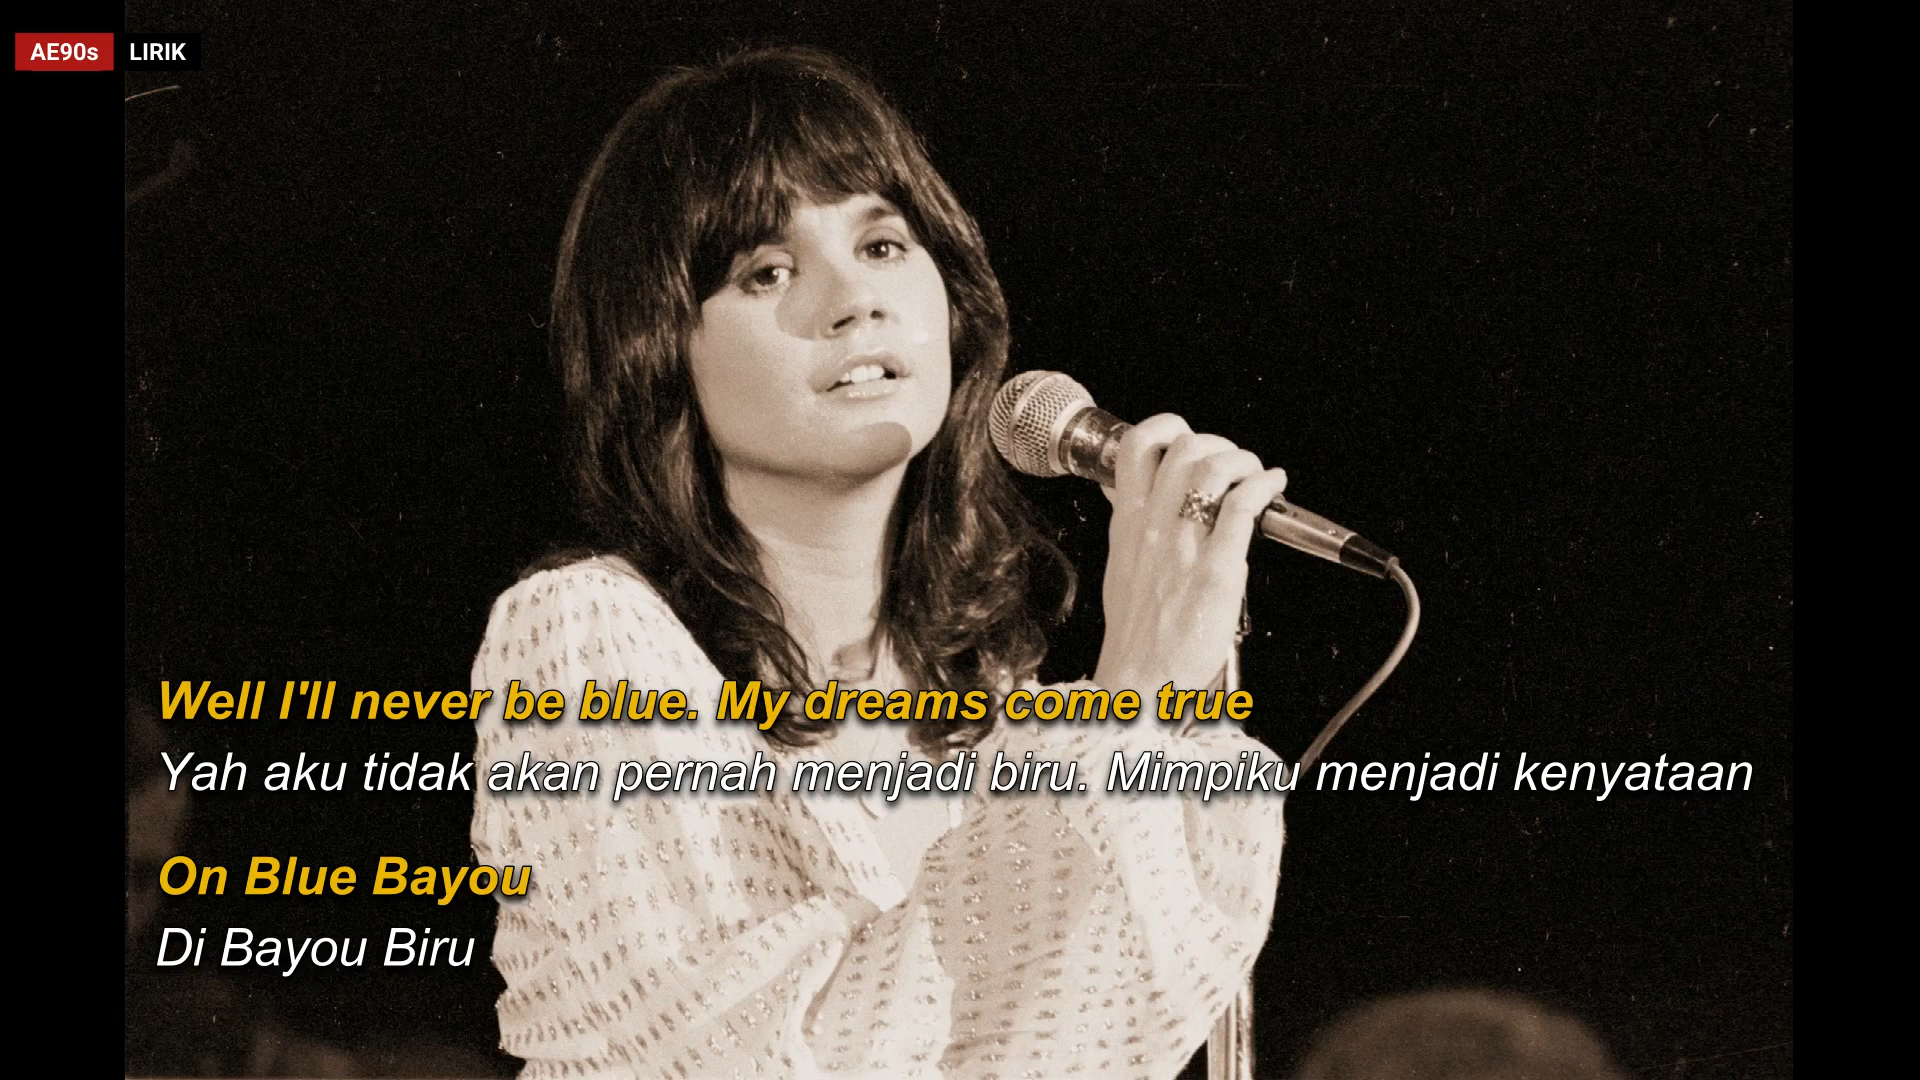 AE90s LIRIK
Well I'll never be blue. My dreams come true
Yah aku tidak akan pernah menjadi biru. Mimpiku menjadi kenyataan
On Blue Bayou
Di Bayou Biru